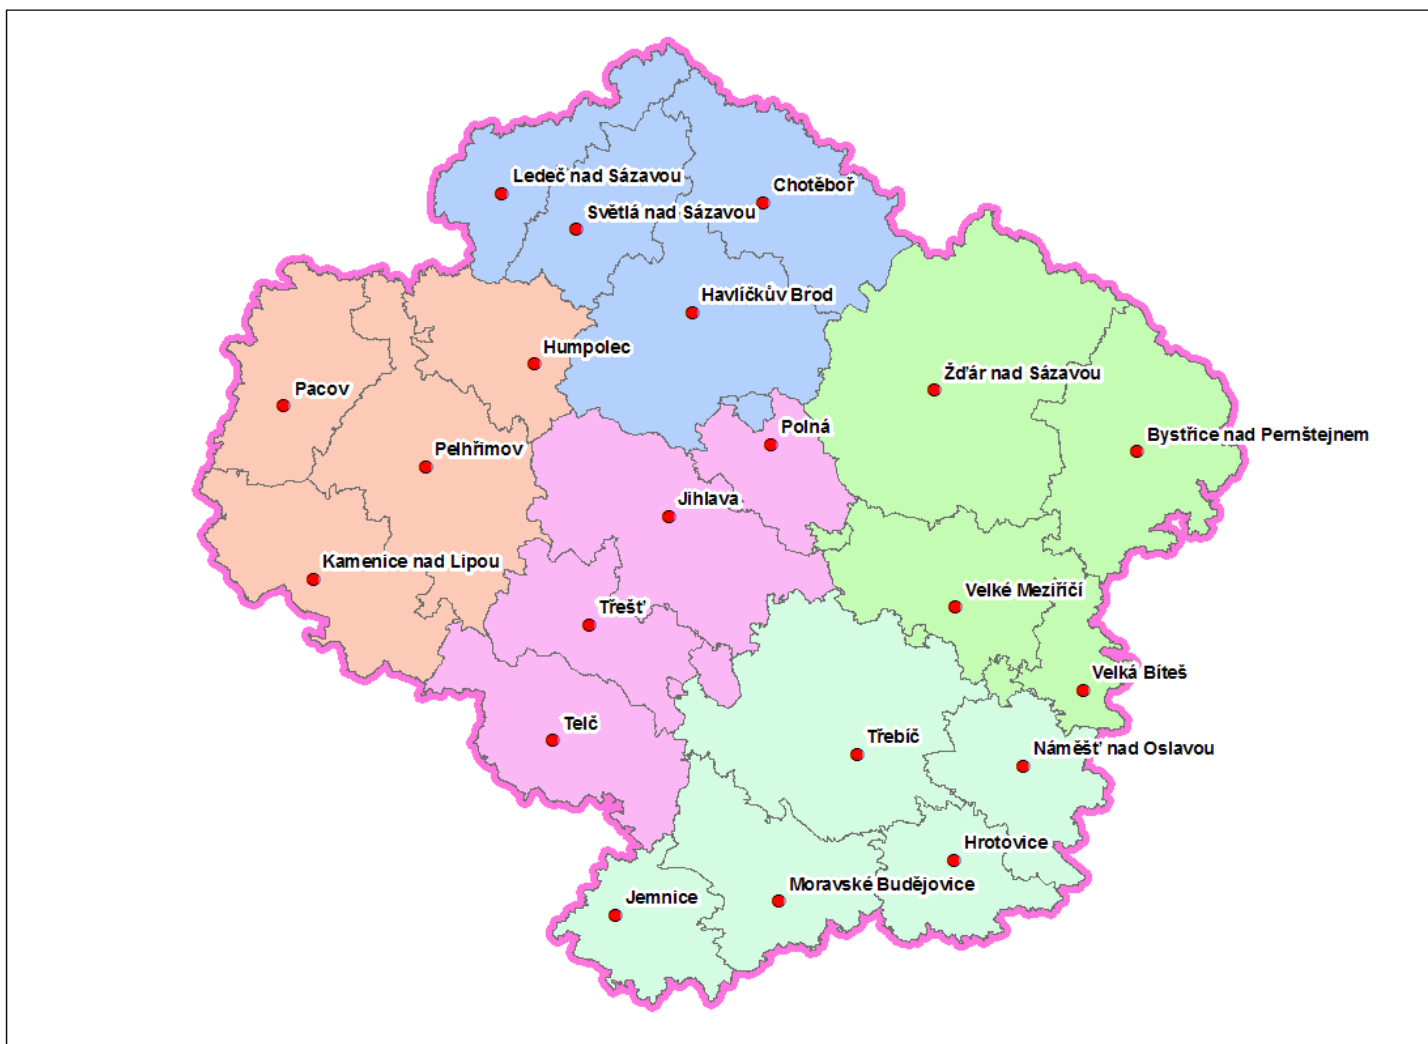 Ledeč nad Sázavou
Chotěboř
Světlá nad Sázavou
Havlíčkův Brod
Humpolec
Žďár nad Sázavou
Pacov
Polná
Bystřice nad Pernštejnem
Pelhřimov
Jihlava
Kamenice nad Lipou
Velké Meziříčí
Třešť
Velká Bíteš
Telč
Třebíč
Náměšť nad Oslavou
Hrotovice
Moravské Budějovice
Jemnice